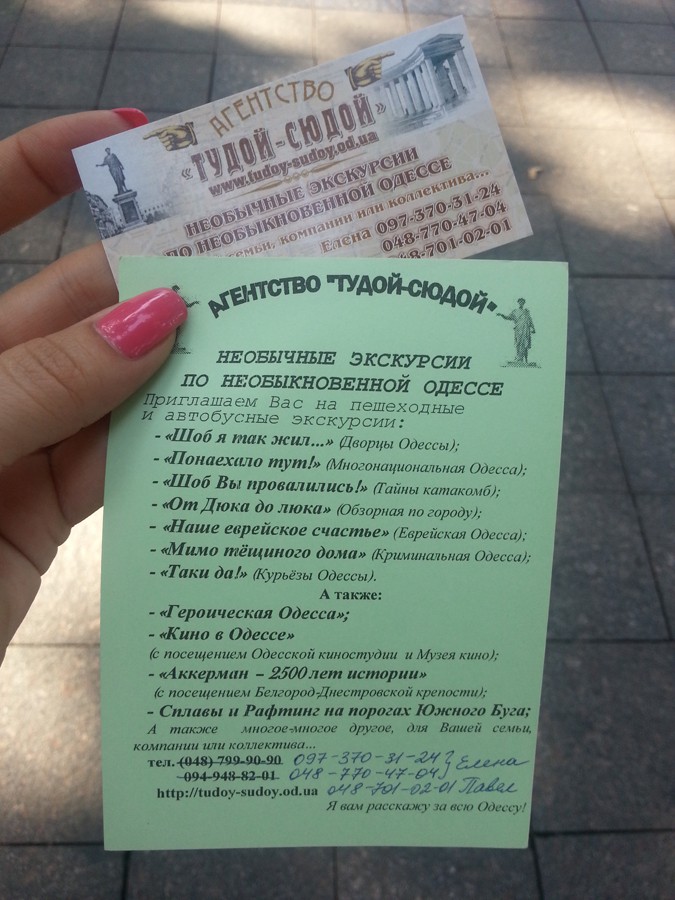 АГЕНТСТВО
«ТУДОЙ-СЮДОЙ»
www.tudoy-sudoy.od.ua
НЕОБЫЧНЫЕ ЭКСКУРСИИ
ПО НЕОБЫКНОВЕННОЙ ОДЕССЕ
семьи, компании или коллектива...
Елена 097-370-31-24
048-770-47-04
048-701-02-01
АГЕНТСТВО "ТУДОЙ-СЮДОЙ"
НЕОБЫЧНЫЕ ЭКСКУРСИИ
ПО НЕОБЫКНОВЕННОЙ ОДЕССЕ
Приглашаем Вас на пешеходные
и автобусные экскурсии:
- «Шоб я так жил...» (Дворцы Одессы);
- «Понаехало тут!» (Многонациональная Одесса);
- «Шоб Вы провалились!» (Тайны катакомб);
- «От Дюка до люка» (Обзорная по городу);
- «Наше еврейское счастье» (Еврейская Одесса);
- «Мимо тёщиного дома» (Криминальная Одесса);
- «Таки да!» (Курьёзы Одессы).
А также:
- «Героическая Одесса»;
- «Кино в Одессе»
(с посещением Одесской киностудии и Музея кино);
- «Аккерман – 2500 лет истории»
(с посещением Белгород-Днестровской крепости);
- Сплавы и Рафтинг на порогах Южного Буга;
А также многое-многое другое, для Вашей семьи,
компании или коллектива...
тел. (048) 799-90-90 097-370-31-24 } Елена
094-948-82-01 048-770-47-04
http://tudoy-sudoy.od.ua 048-701-02-01 Павел
Я вам расскажу за всю Одессу!